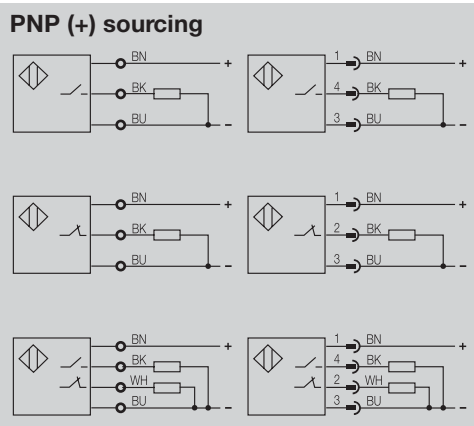 PNP (+) sourcing
BN +
BK
BU -
1 BN +
4 BK
3 BU -
BN +
BK
BU -
1 BN +
2 BK
3 BU -
BN +
BK
WH
BU -
1 BN +
4 BK
2 WH
3 BU -